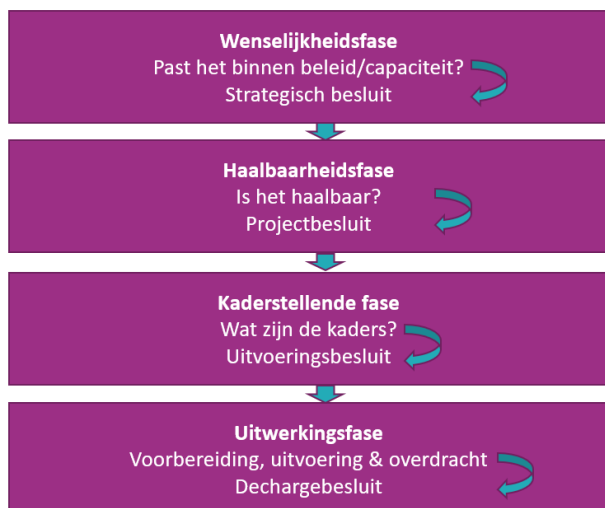 Wenselijkheidsfase
Past het binnen beleid/capaciteit?
Strategisch besluit
Haalbaarheidsfase
Is het haalbaar?
Projectbesluit
Kaderstellende fase
Wat zijn de kaders?
Uitvoeringsbesluit
Uitwerkingsfase
Voorbereiding, uitvoering & overdracht
Dechargebesluit